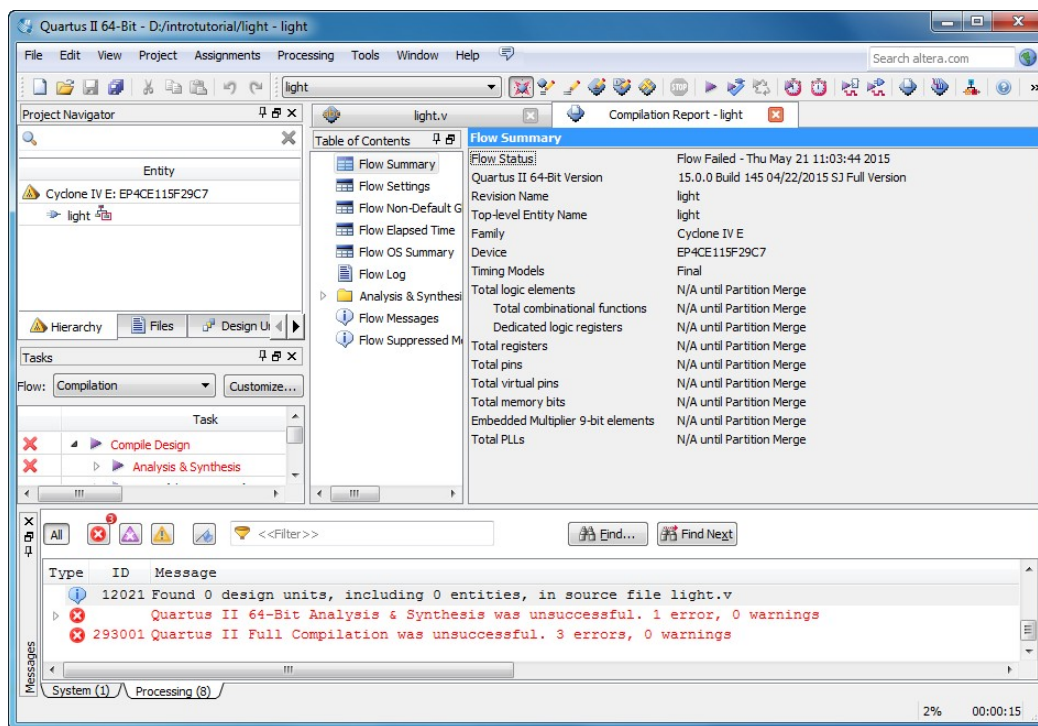 Quartus II 64-Bit - D:/introtutorial/light - light
File Edit View Project Assignments Processing Tools Window Help
Search altera.com
light
Project Navigator
Entity
Cyclone IV E: EP4CE115F29C7
light
Hierarchy Files Design Ui
Tasks
Flow: Compilation Customize...
Task
Compile Design
Analysis & Synthesis
light.v
Compilation Report - light
Table of Contents
Flow Summary
Flow Settings
Flow Non-Default G
Flow Elapsed Time
Flow OS Summary
Flow Log
Analysis & Synthesi
Flow Messages
Flow Suppressed M
Flow Summary
Flow Status Flow Failed - Thu May 21 11:03:44 2015
Quartus II 64-Bit Version 15.0.0 Build 145 04/22/2015 SJ Full Version
Revision Name light
Top-level Entity Name light
Family Cyclone IV E
Device EP4CE115F29C7
Timing Models Final
Total logic elements N/A until Partition Merge
Total combinational functions N/A until Partition Merge
Dedicated logic registers N/A until Partition Merge
Total registers N/A until Partition Merge
Total pins N/A until Partition Merge
Total virtual pins N/A until Partition Merge
Total memory bits N/A until Partition Merge
Embedded Multiplier 9-bit elements N/A until Partition Merge
Total PLLs N/A until Partition Merge
All 3 <<Filter>> Find... Find Next
Type ID Message
12021 Found 0 design units, including 0 entities, in source file light.v
Quartus II 64-Bit Analysis & Synthesis was unsuccessful. 1 error, 0 warnings
293001 Quartus II Full Compilation was unsuccessful. 3 errors, 0 warnings
Messages
System (1) Processing (8)
2% 00:00:15